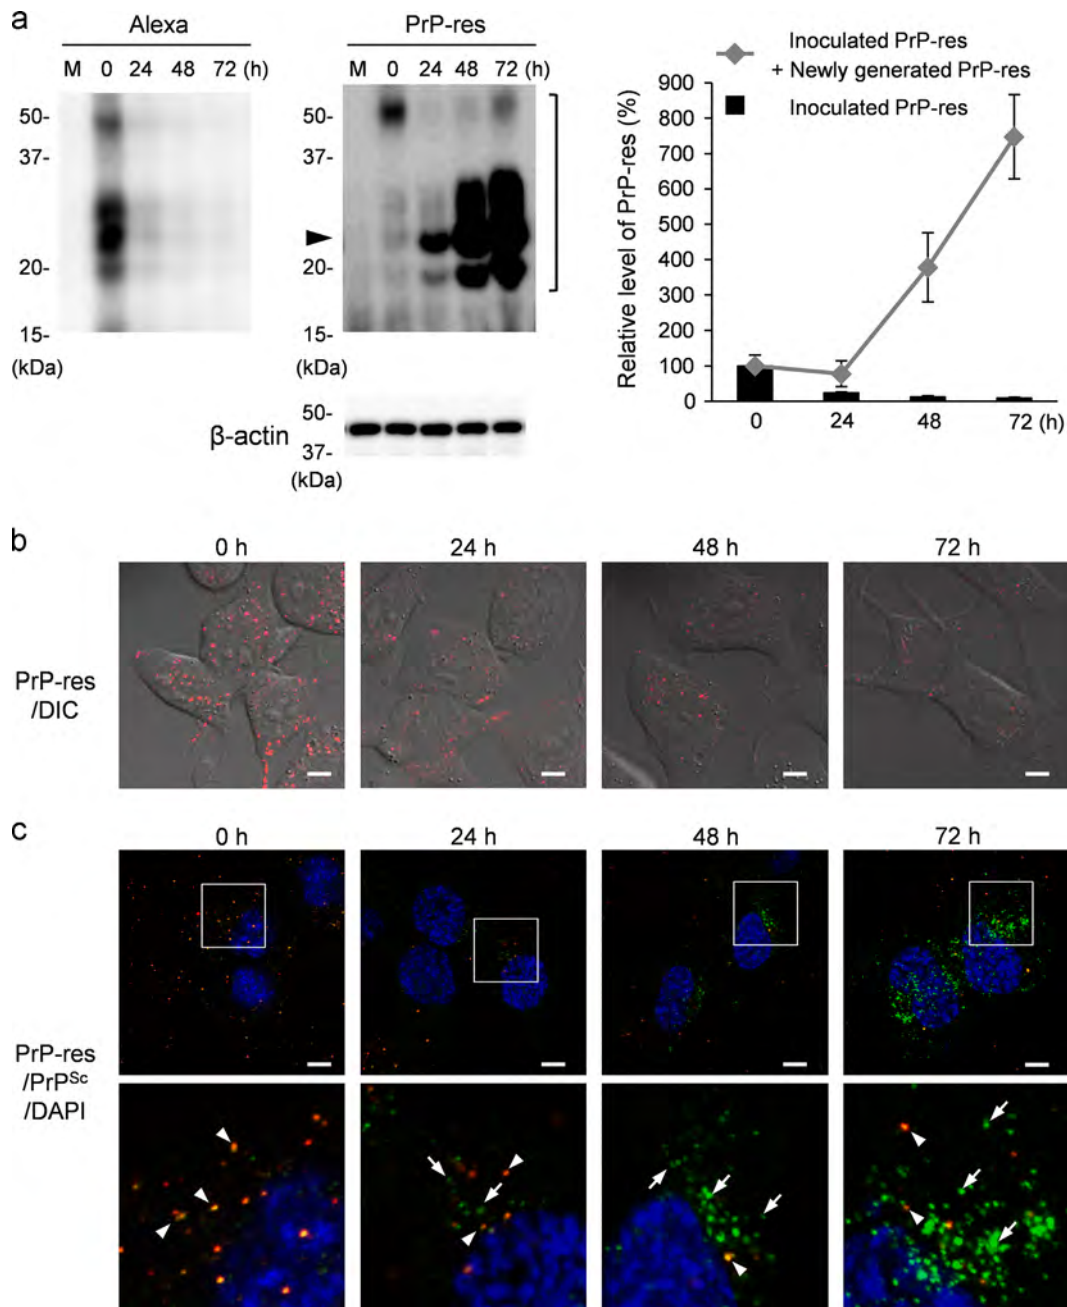 a
Alexa
M 0 24 48 72 (h)
50-
37-
20-
15-
(kDa)
PrP-res
M 0 24 48 72 (h)
50-
37-
20-
15-
(kDa)
β-actin
50-
37-
(kDa)
Inoculated PrP-res
+ Newly generated PrP-res
Inoculated PrP-res
Relative level of PrP-res (%)
900
800
700
600
500
400
300
200
100
0
0 24 48 72 (h)
b
0 h 24 h 48 h 72 h
PrP-res
/DIC
c
0 h 24 h 48 h 72 h
PrP-res
/PrPSc
/DAPI